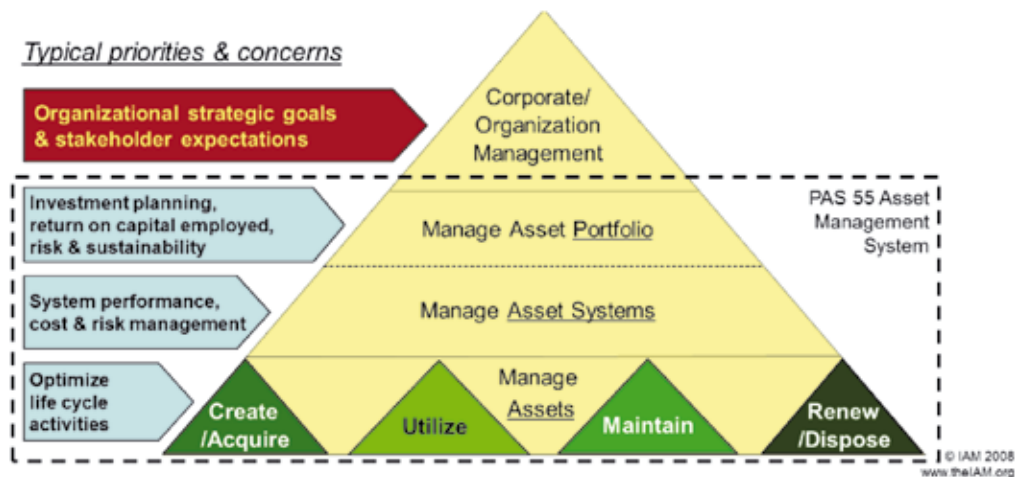 Typical priorities & concerns
Organizational strategic goals
& stakeholder expectations
Corporate/
Organization
Management
Investment planning,
return on capital employed,
risk & sustainability
Manage Asset Portfolio
PAS 55 Asset
Management
System
System performance,
cost & risk management
Manage Asset Systems
Optimize
life cycle
activities
Create
/Acquire
Utilize
Manage
Assets
Maintain
Renew
/Dispose
© IAM 2008
www.theIAM.org